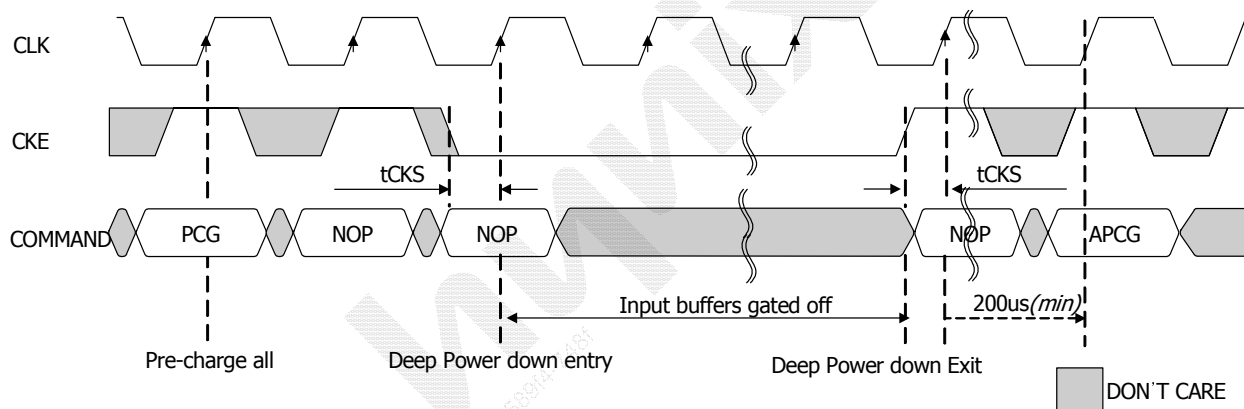 CLK
CKE
tCKS
tCKS
COMMAND
PCG
NOP
NOP
NOP
APCG
Input buffers gated off
200us(min)
Pre-charge all
Deep Power down entry
Deep Power down Exit
DON'T CARE